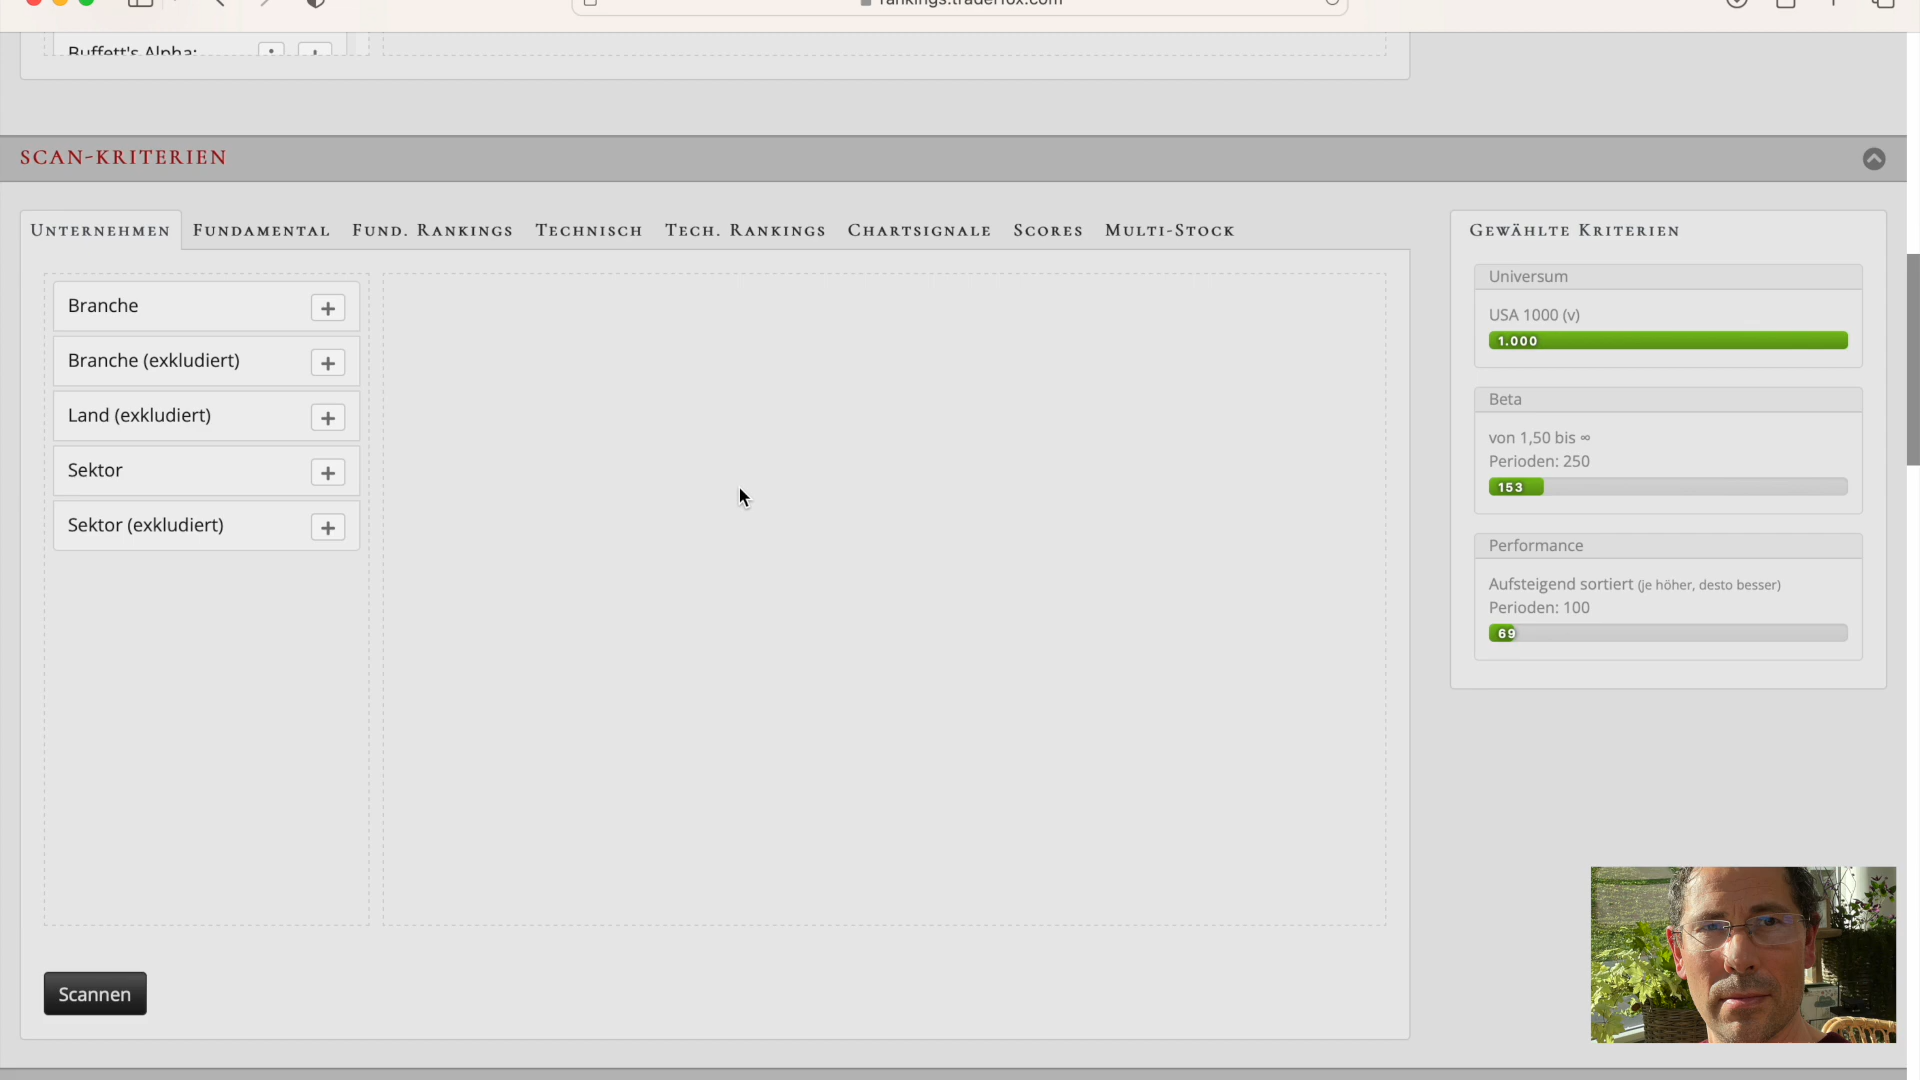 rankings.traderfox.com
Buffett's Alpha:
SCAN-KRITERIEN
UNTERNEHMEN FUNDAMENTAL FUND. RANKINGS TECHNISCH TECH. RANKINGS CHARTSIGNALE SCORES MULTI-STOCK
Branche
Branche (exkludiert)
Land (exkludiert)
Sektor
Sektor (exkludiert)
Scannen
GEWÄHLTE KRITERIEN
Universum
USA 1000 (v)
1.000
Beta
von 1,50 bis ∞
Perioden: 250
153
Performance
Aufsteigend sortiert (je höher, desto besser)
Perioden: 100
69